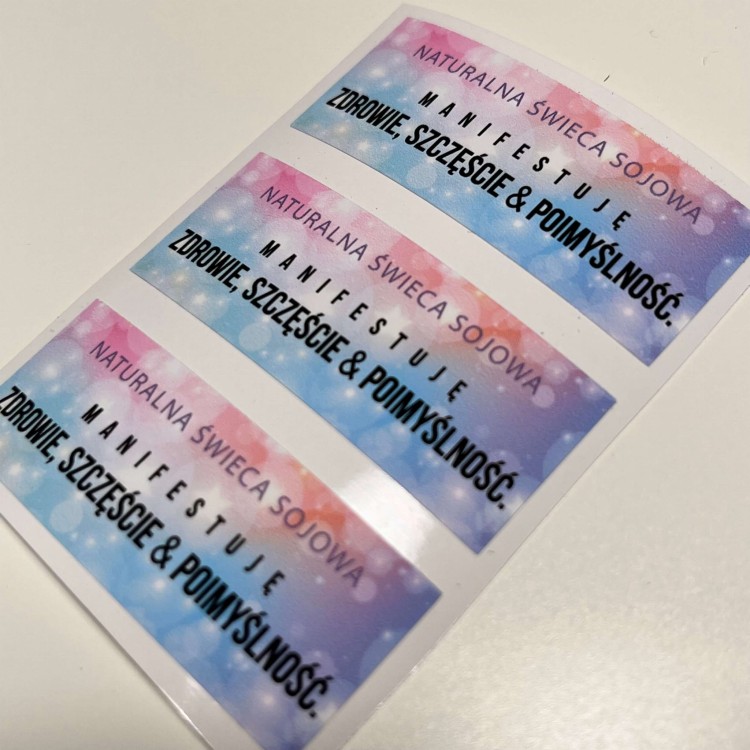 NATURALNA ŚWIECA SOJOWA
MANIFESTUJĘ
ZDROWIE, SZCZĘŚCIE & POIMYŚLNOŚĆ.
NATURALNA ŚWIECA SOJOWA
MANIFESTUJĘ
ZDROWIE, SZCZĘŚCIE & POIMYŚLNOŚĆ.
NATURALNA ŚWIECA SOJOWA
MANIFESTUJĘ
ZDROWIE, SZCZĘŚCIE & POIMYŚLNOŚĆ.